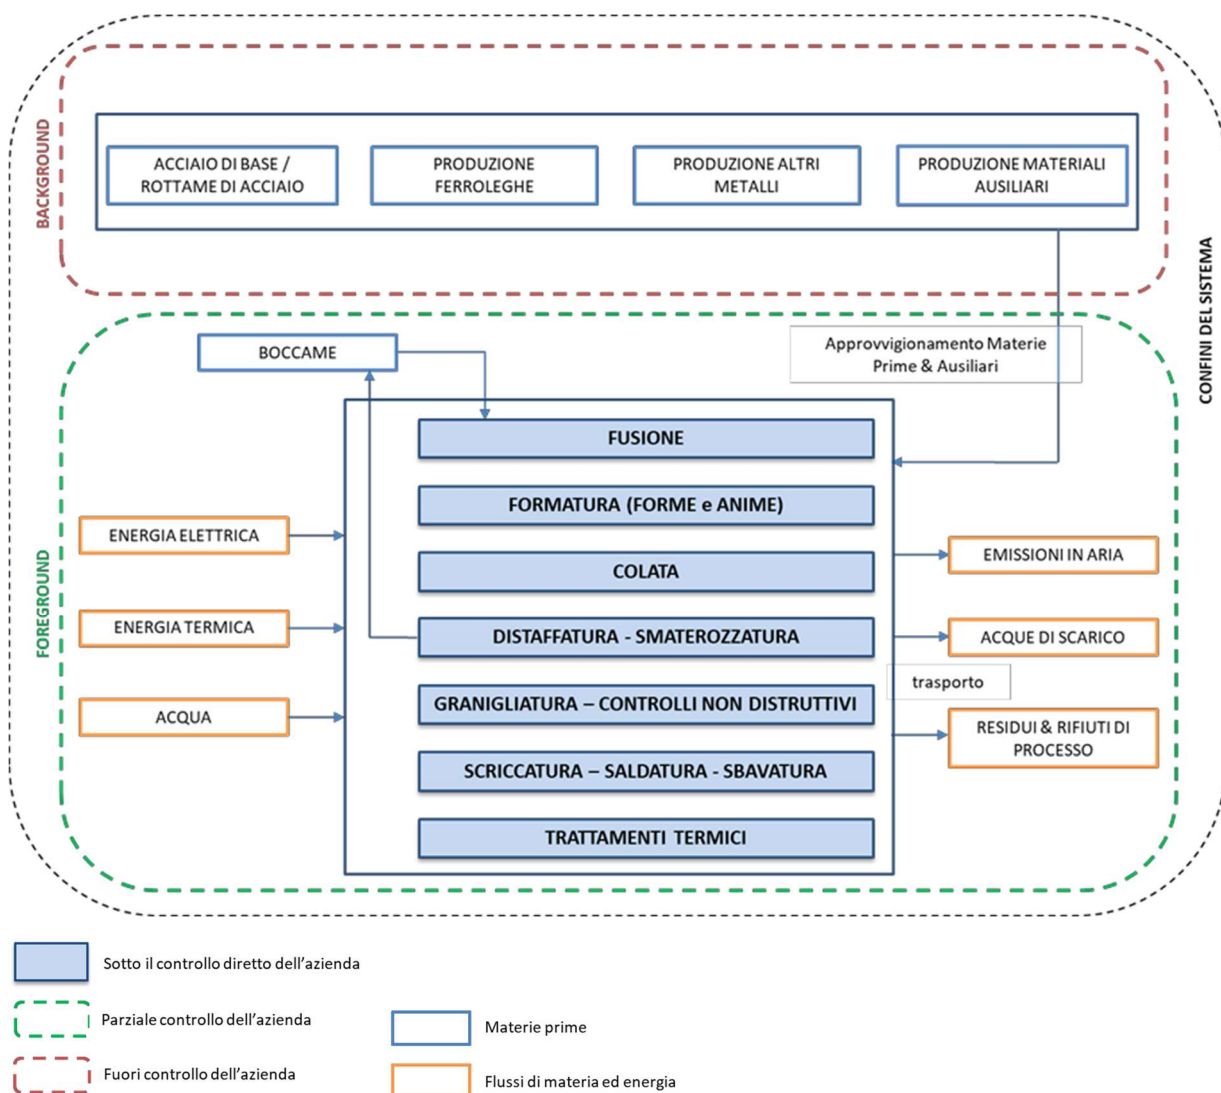 BACKGROUND
ACCIAIO DI BASE /
ROTTAME DI ACCIAIO
PRODUZIONE
FERROLEGHE
PRODUZIONE ALTRI
METALLI
PRODUZIONE MATERIALI
AUSILIARI
CONFINI DEL SISTEMA
FOREGROUND
BOCCAME
Approvvigionamento Materie
Prime & Ausiliari
FUSIONE
FORMATURA (FORME e ANIME)
COLATA
DISTAFFATURA - SMATEROZZATURA
GRANIGLIATURA – CONTROLLI NON DISTRUTTIVI
SCRICCATURA – SALDATURA - SBAVATURA
TRATTAMENTI TERMICI
ENERGIA ELETTRICA
ENERGIA TERMICA
ACQUA
EMISSIONI IN ARIA
ACQUE DI SCARICO
trasporto
RESIDUI & RIFIUTI DI
PROCESSO
Sotto il controllo diretto dell'azienda
Parziale controllo dell'azienda
Fuori controllo dell'azienda
Materie prime
Flussi di materia ed energia